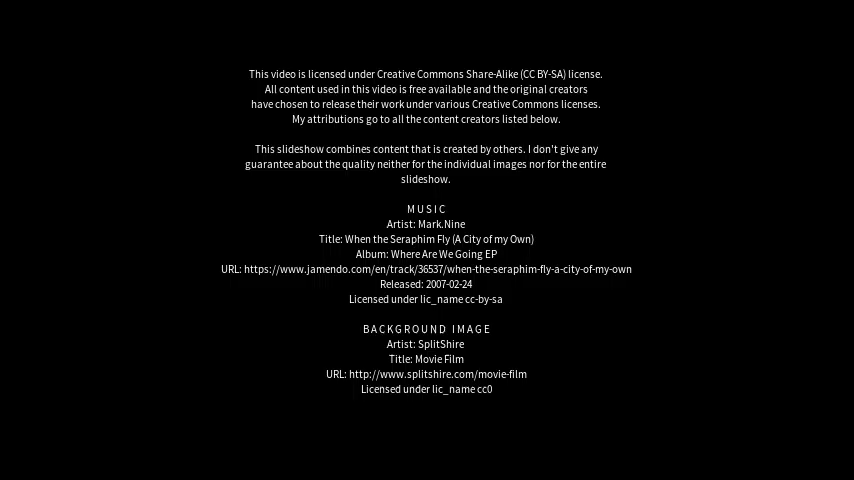 This video is licensed under Creative Commons Share-Alike (CC BY-SA) license.
All content used in this video is free available and the original creators
have chosen to release their work under various Creative Commons licenses.
My attributions go to all the content creators listed below.
This slideshow combines content that is created by others. I don't give any
guarantee about the quality neither for the individual images nor for the entire
slideshow.
MUSIC
Artist: Mark.Nine
Title: When the Seraphim Fly (A City of my Own)
Album: Where Are We Going EP
URL: https://www.jamendo.com/en/track/36537/when-the-seraphim-fly-a-city-of-my-own
Released: 2007-02-24
Licensed under lic_name cc-by-sa
BACKGROUND IMAGE
Artist: SplitShire
Title: Movie Film
URL: http://www.splitshire.com/movie-film
Licensed under lic_name cc0